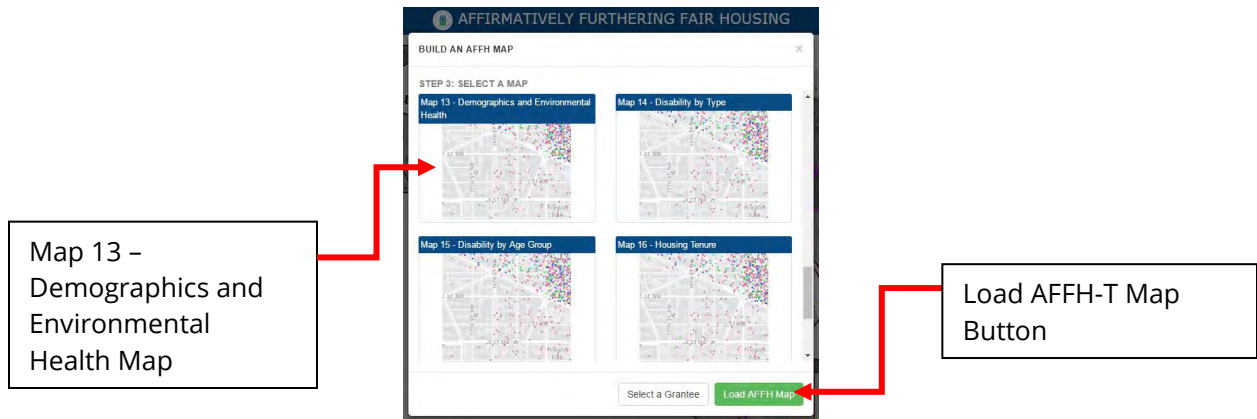 AFFIRMATIVELY FURTHERING FAIR HOUSING
BUILD AN AFFH MAP
×
STEP 3: SELECT A MAP
Map 13 - Demographics and Environmental
Health
Map 14 - Disability by Type
Map 15 - Disability by Age Group
Map 16 - Housing Tenure
Select a Grantee
Load AFFH Map
Map 13 –
Demographics and
Environmental
Health Map
Load AFFH-T Map
Button